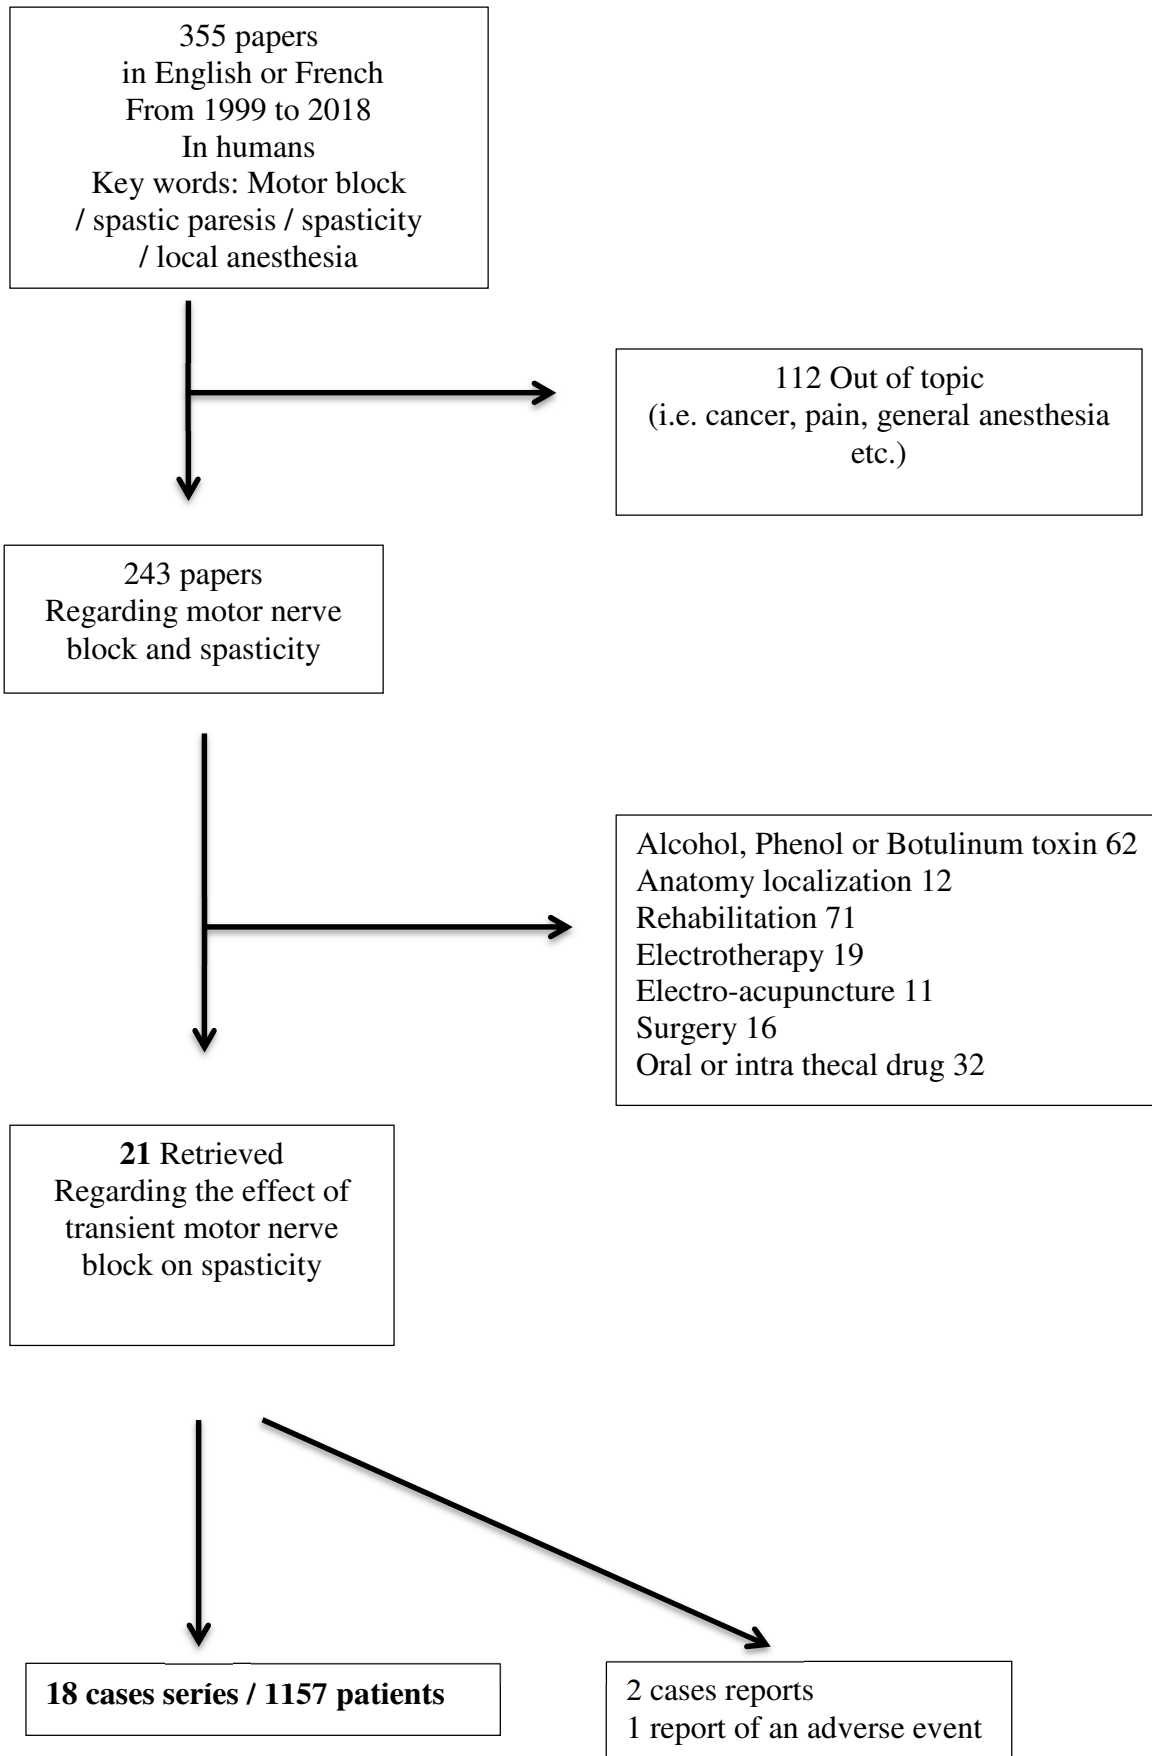 355 papers
in English or French
From 1999 to 2018
In humans
Key words: Motor block
/ spastic paresis / spasticity
/ local anesthesia
112 Out of topic
(i.e. cancer, pain, general anesthesia
etc.)
243 papers
Regarding motor nerve
block and spasticity
Alcohol, Phenol or Botulinum toxin 62
Anatomy localization 12
Rehabilitation 71
Electrotherapy 19
Electro-acupuncture 11
Surgery 16
Oral or intra thecal drug 32
21 Retrieved
Regarding the effect of
transient motor nerve
block on spasticity
18 cases series / 1157 patients
2 cases reports
1 report of an adverse event